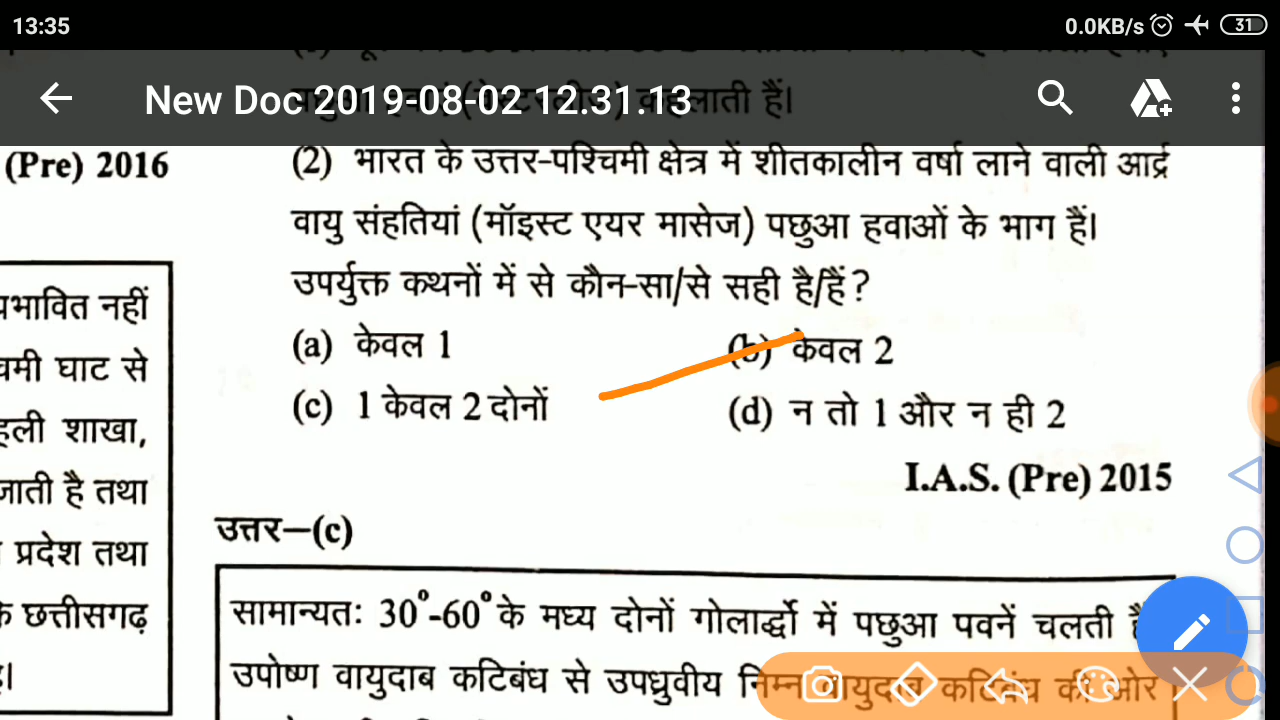 13:35
0.0KB/s
31
New Doc 2019-08-02 12.31.13
लाती हैं।
(Pre) 2016
(2) भारत के उत्तर-पश्चिमी क्षेत्र में शीतकालीन वर्षा लाने वाली आर्द्र
वायु संहतियां (मॉइस्ट एयर मासेज) पछुआ हवाओं के भाग हैं।
उपर्युक्त कथनों में से कौन-सा/से सही है/हैं?
(a) केवल 1
(b) केवल 2
(c) 1 केवल 2 दोनों
(d) न तो 1 और न ही 2
I.A.S. (Pre) 2015
उत्तर–(c)
सामान्यतः 30°-60° के मध्य दोनों गोलार्द्धों में पछुआ पवनें चलती
उपोष्ण वायुदाब कटिबंध से उपध्रुवीय निम्न वायुदाब कटिबंध की ओर
नहीं
घाट से
शाखा,
जाती है तथा
प्रदेश तथा
छत्तीसगढ़